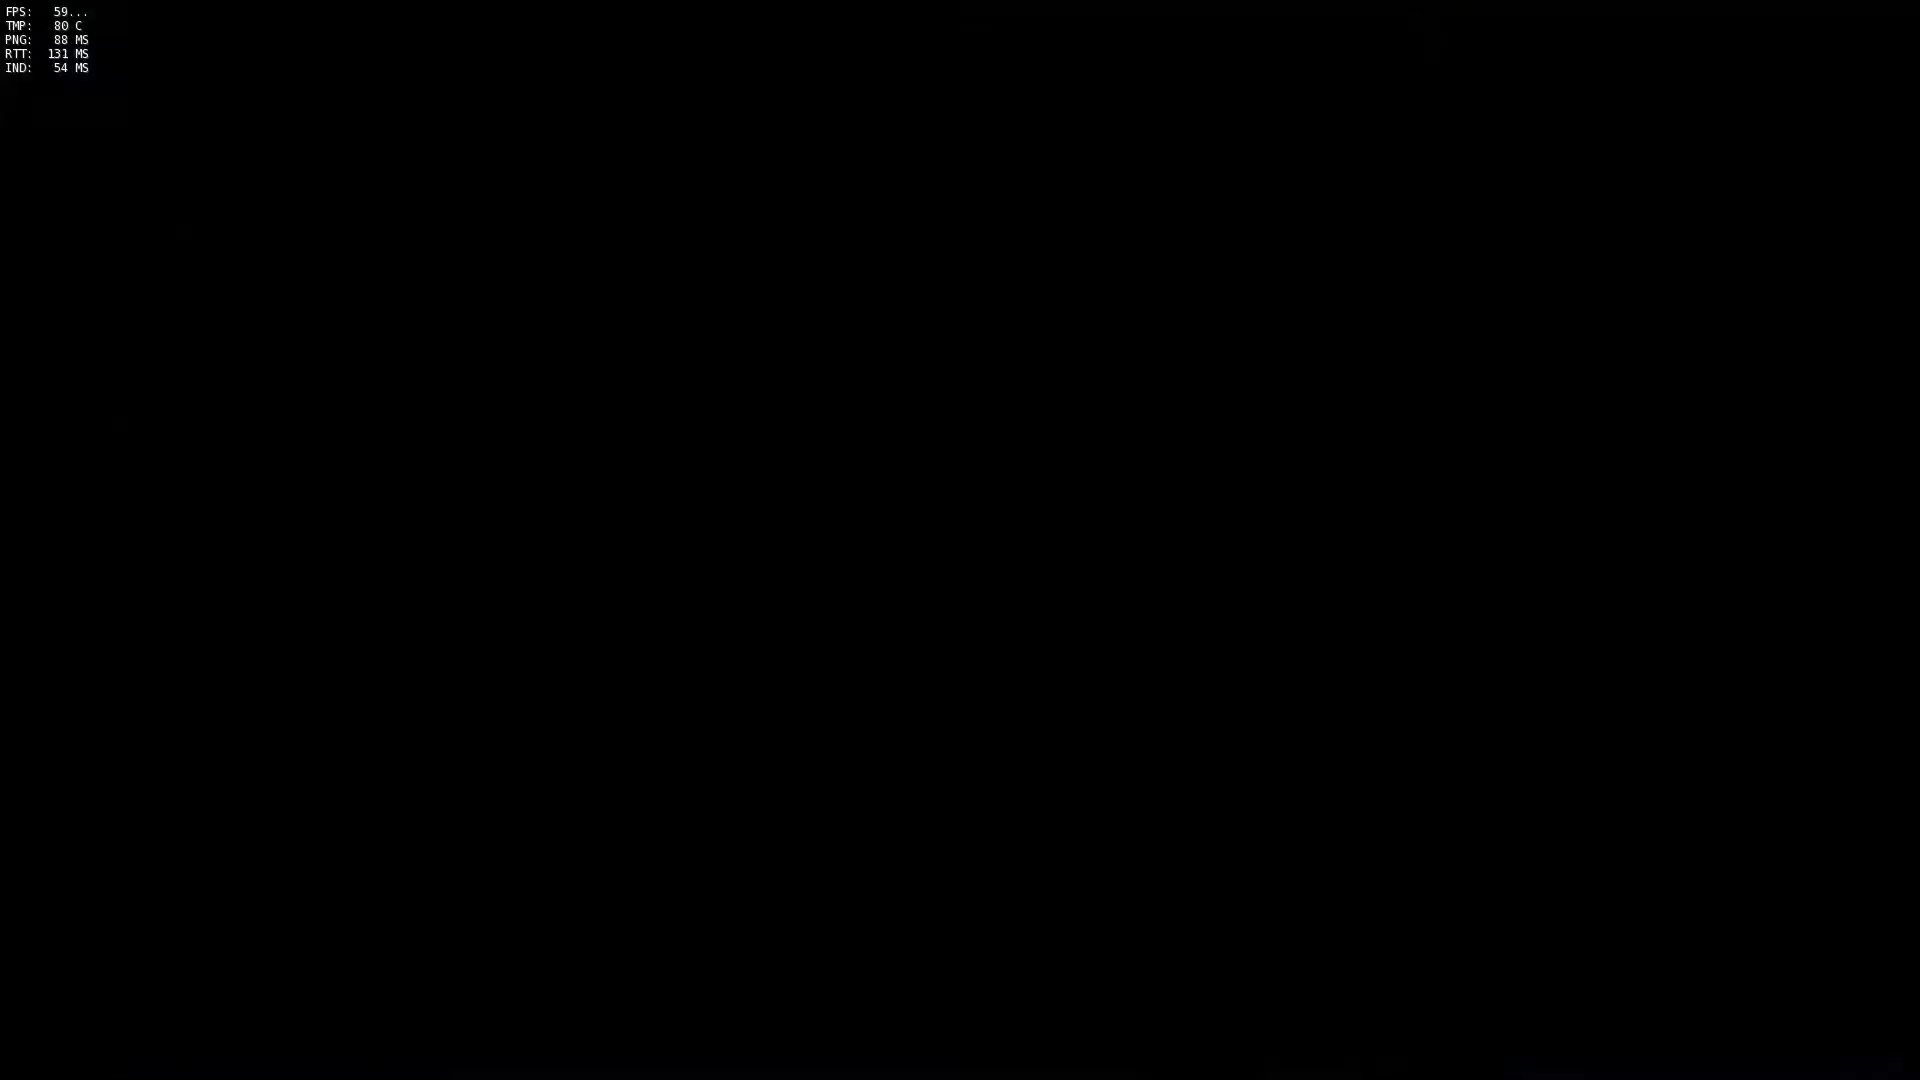 FPS: 59...
TMP: 80 C
PNG: 88 MS
RTT: 131 MS
IND: 54 MS